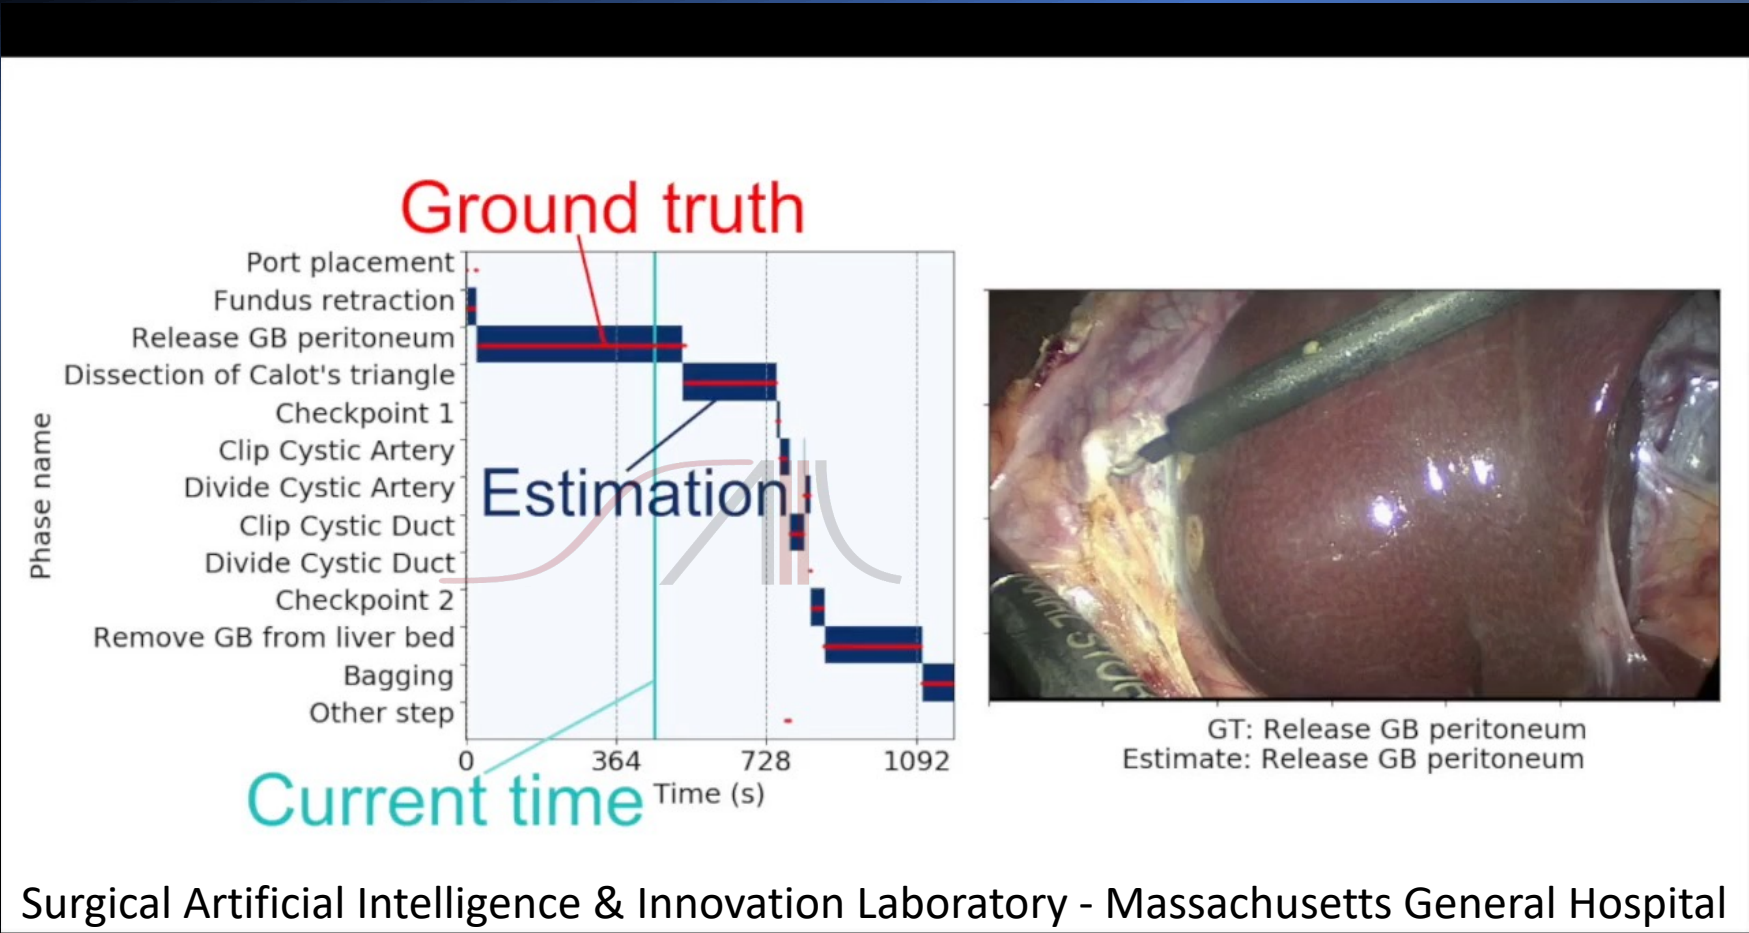 Ground truth
Port placement
Fundus retraction
Release GB peritoneum
Dissection of Calot's triangle
Checkpoint 1
Clip Cystic Artery
Divide Cystic Artery
Clip Cystic Duct
Divide Cystic Duct
Checkpoint 2
Remove GB from liver bed
Bagging
Other step
Phase name
Estimation
SAIL
0 364 728 1092
Time (s)
Current time
GT: Release GB peritoneum
Estimate: Release GB peritoneum
Surgical Artificial Intelligence & Innovation Laboratory - Massachusetts General Hospital